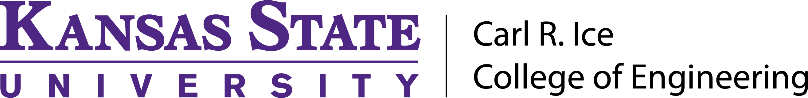 KANSAS STATE
UNIVERSITY
Carl R. Ice
College of Engineering